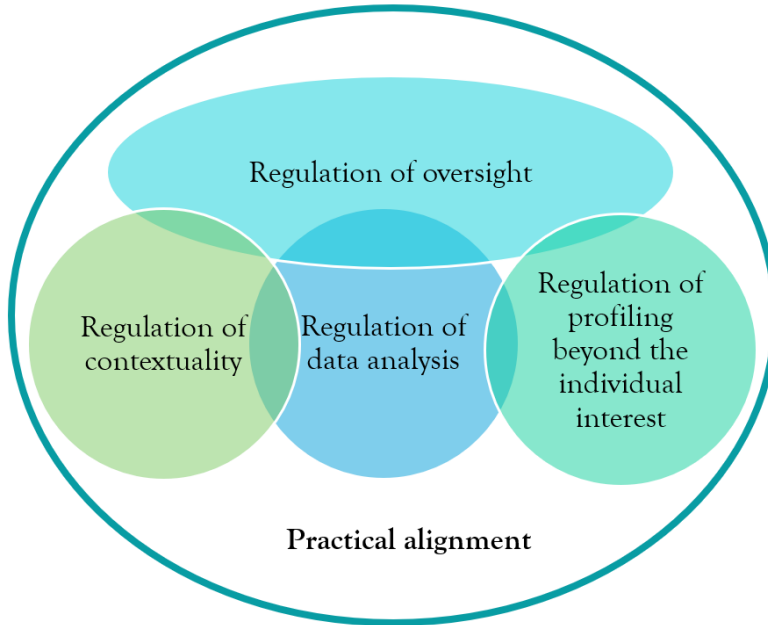 Regulation of oversight
Regulation of
contextuality
Regulation of
data analysis
Regulation of
profiling
beyond the
individual
interest
Practical alignment